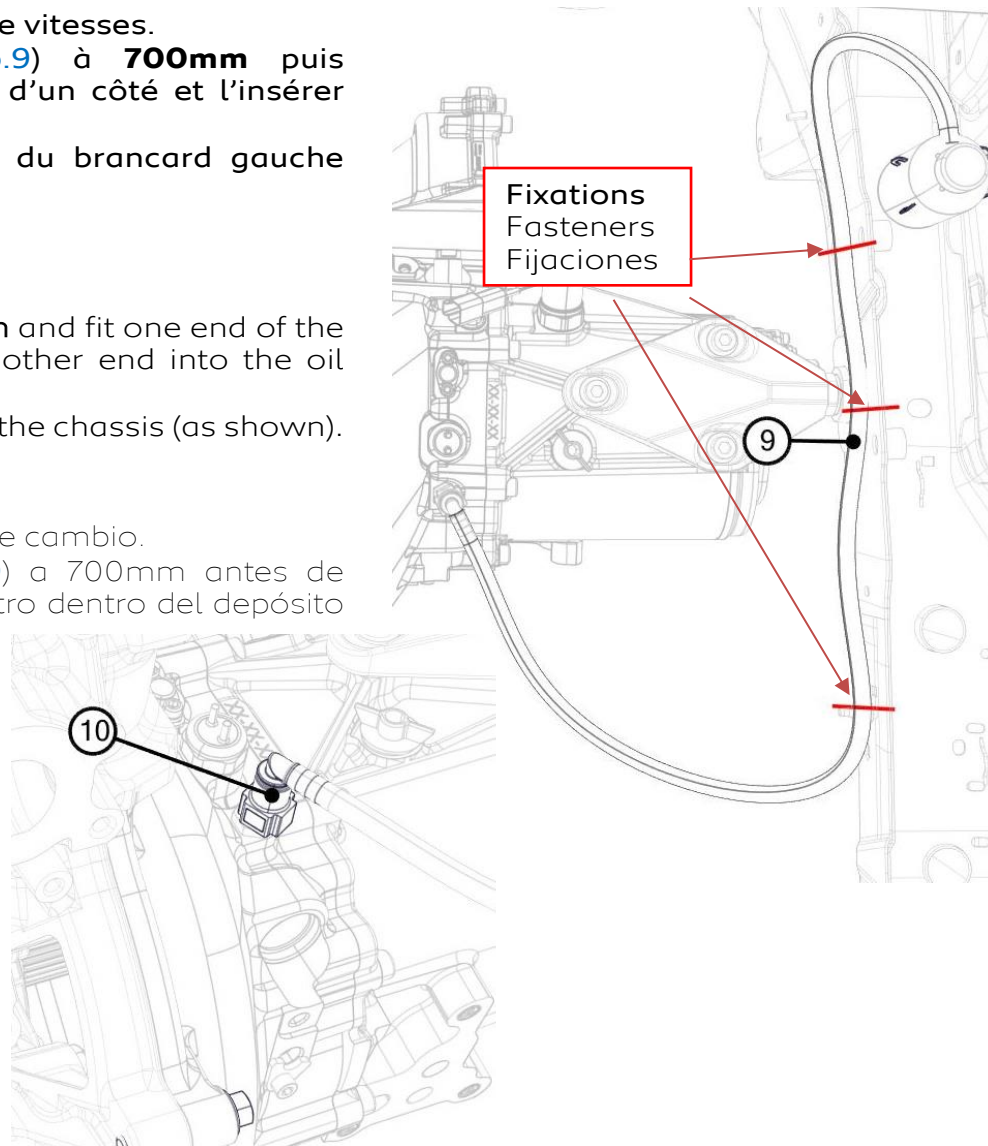 e vitesses.
.9) à 700mm puis
d'un côté et l'insérer
du brancard gauche
Fixations
Fasteners
Fijaciones
and fit one end of the
other end into the oil
the chassis (as shown).
9
e cambio.
) a 700mm antes de
tro dentro del depósito
10